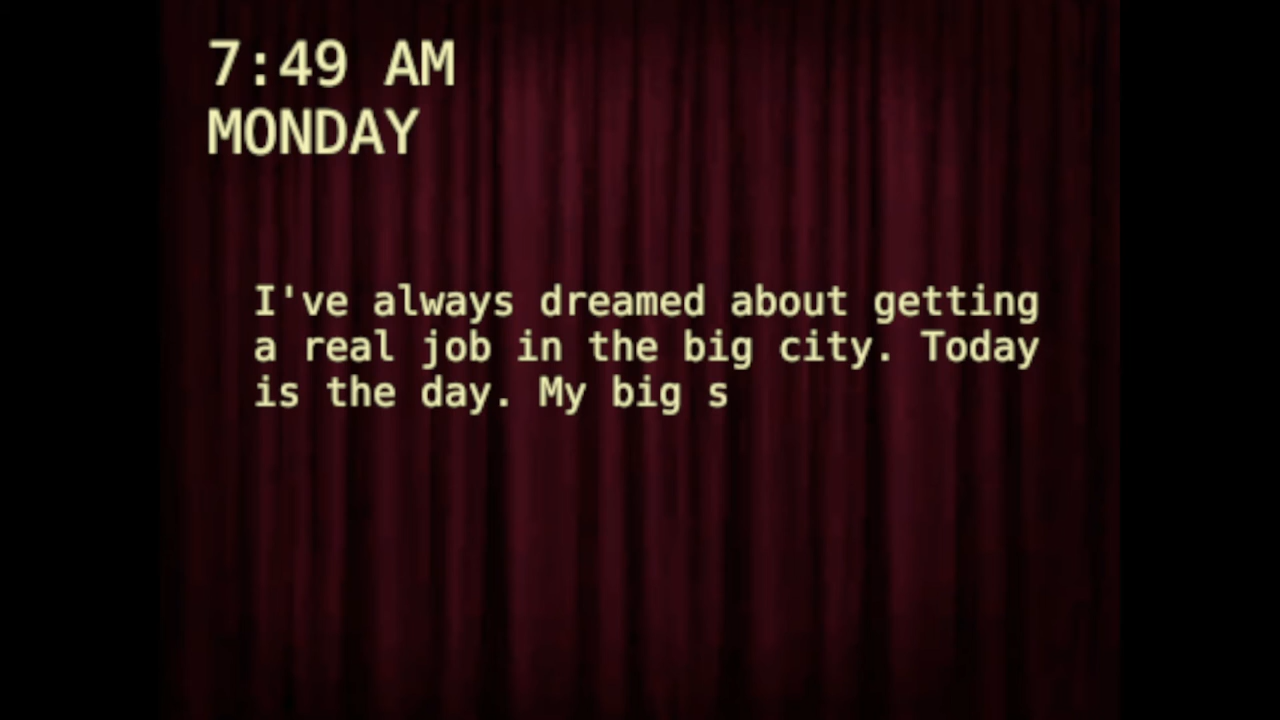 7:49 AM
MONDAY
I've always dreamed about getting
a real job in the big city. Today
is the day. My big s